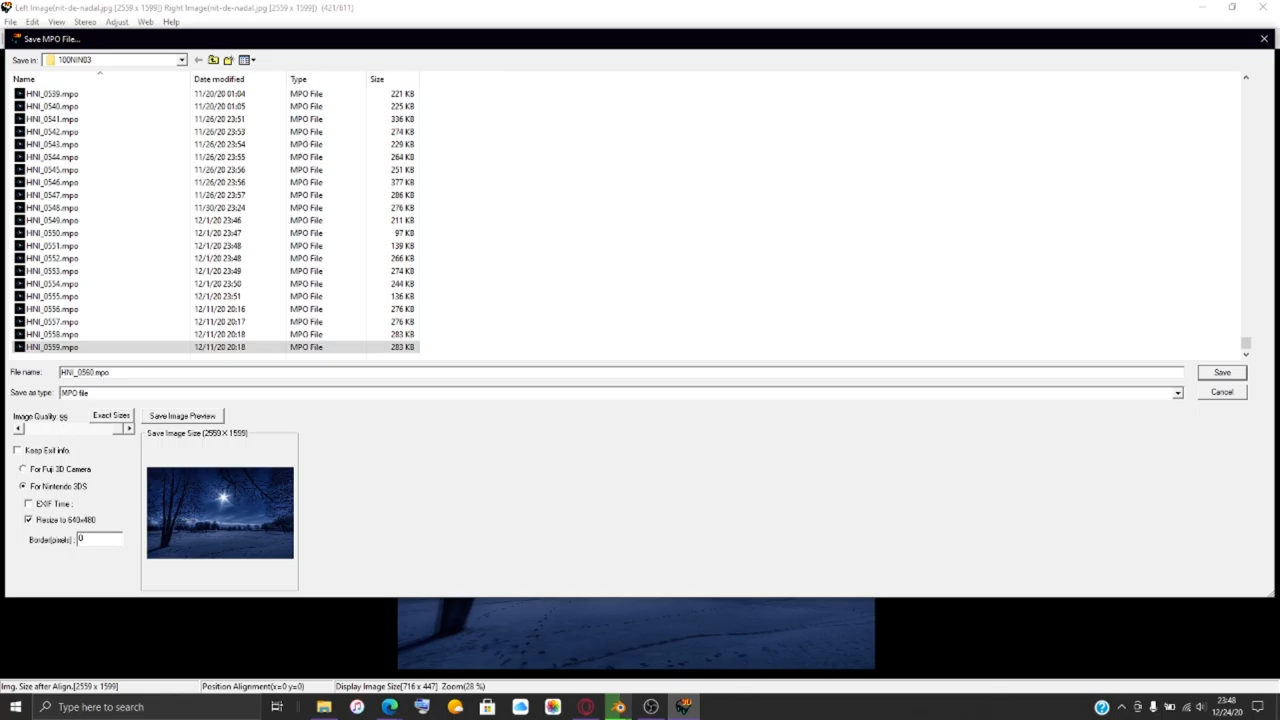 Left Image(nit-de-nadal.jpg [2559 x 1599]) Right Image(nit-de-nadal.jpg [2559 x 1599]) (421/611)
File Edit View Stereo Adjust Web Help
Save MPO File...
Save in: 100NIN03
Name Date modified Type Size
HNI_0539.mpo 11/20/20 01:04 MPO File 221 KB
HNI_0540.mpo 11/20/20 01:05 MPO File 225 KB
HNI_0541.mpo 11/26/20 23:51 MPO File 336 KB
HNI_0542.mpo 11/26/20 23:53 MPO File 274 KB
HNI_0543.mpo 11/26/20 23:54 MPO File 229 KB
HNI_0544.mpo 11/26/20 23:55 MPO File 264 KB
HNI_0545.mpo 11/26/20 23:56 MPO File 251 KB
HNI_0546.mpo 11/26/20 23:56 MPO File 377 KB
HNI_0547.mpo 11/26/20 23:57 MPO File 286 KB
HNI_0548.mpo 11/30/20 23:24 MPO File 276 KB
HNI_0549.mpo 12/1/20 23:46 MPO File 211 KB
HNI_0550.mpo 12/1/20 23:47 MPO File 97 KB
HNI_0551.mpo 12/1/20 23:48 MPO File 139 KB
HNI_0552.mpo 12/1/20 23:48 MPO File 266 KB
HNI_0553.mpo 12/1/20 23:49 MPO File 274 KB
HNI_0554.mpo 12/1/20 23:50 MPO File 244 KB
HNI_0555.mpo 12/1/20 23:51 MPO File 136 KB
HNI_0556.mpo 12/11/20 20:16 MPO File 276 KB
HNI_0557.mpo 12/11/20 20:17 MPO File 276 KB
HNI_0558.mpo 12/11/20 20:18 MPO File 283 KB
HNI_0559.mpo 12/11/20 20:18 MPO File 283 KB
File name: HNI_0560.mpo Save
Save as type: MPO file Cancel
Image Quality: 99 Exact Sizes Save Image Preview
Save Image Size (2559×1599)
Keep Exif info.
For Fuji 3D Camera
For Nintendo 3DS
EXIF Time :
Resize to 640x480
Border(pixels) : 0
Img. Size after Align.[2559 x 1599] Position Alignment(x=0 y=0) Display Image Size[716 x 447] Zoom(28 %)
Type here to search
23:48
12/24/20